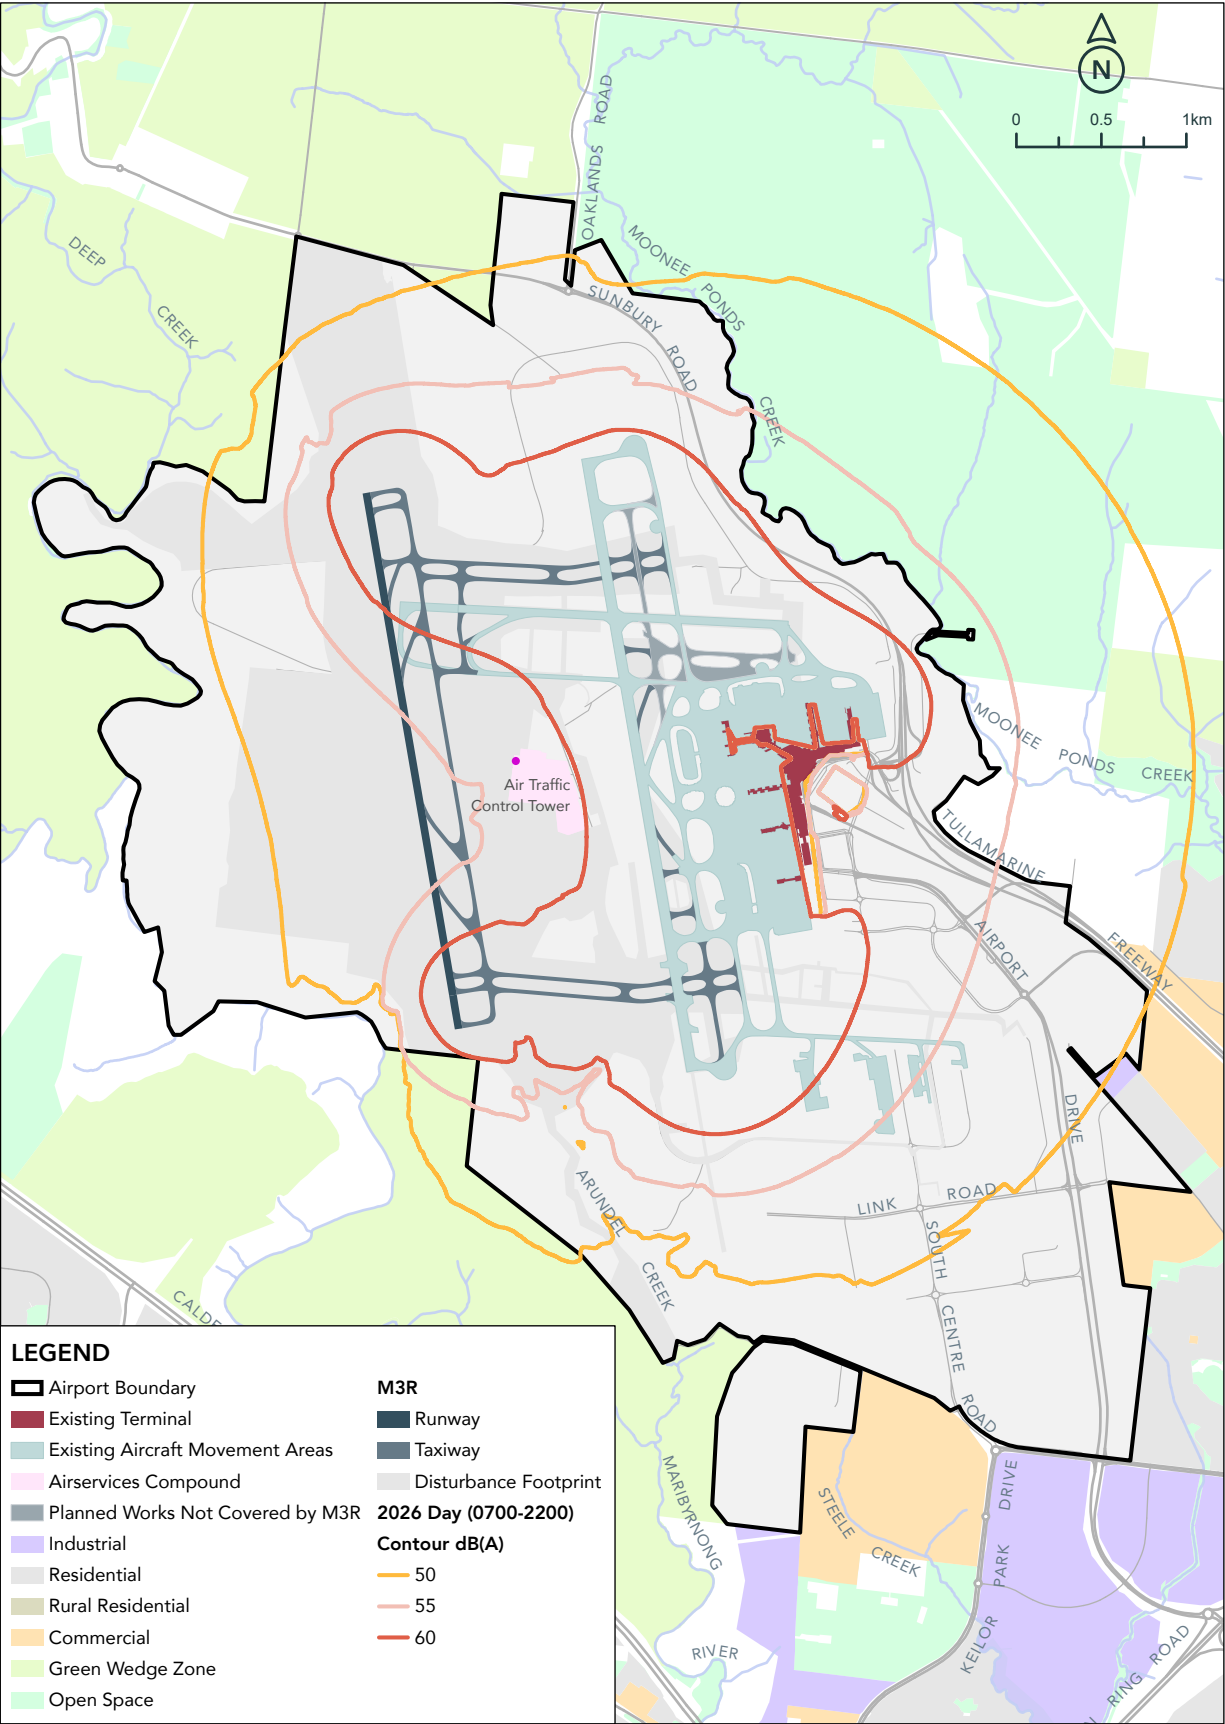 N
0 0.5 1km
OAKLANDS ROAD
DEEP
CREEK
MOONEE
PONDS
CREEK
SUNBURY
ROAD
MOONEE PONDS CREEK
Air Traffic
Control Tower
TULLAMARINE
FREEWAY
AIRPORT
DRIVE
LINK ROAD
ARUNDEL
CREEK
SOUTH
CENTRE
ROAD
MARIBYRNONG
RIVER
STEELE
CREEK
KEILOR PARK DRIVE
RING ROAD
LEGEND
Airport Boundary
Existing Terminal
Existing Aircraft Movement Areas
Airservices Compound
Planned Works Not Covered by M3R
Industrial
Residential
Rural Residential
Commercial
Green Wedge Zone
Open Space
M3R
Runway
Taxiway
Disturbance Footprint
2026 Day (0700-2200)
Contour dB(A)
50
55
60